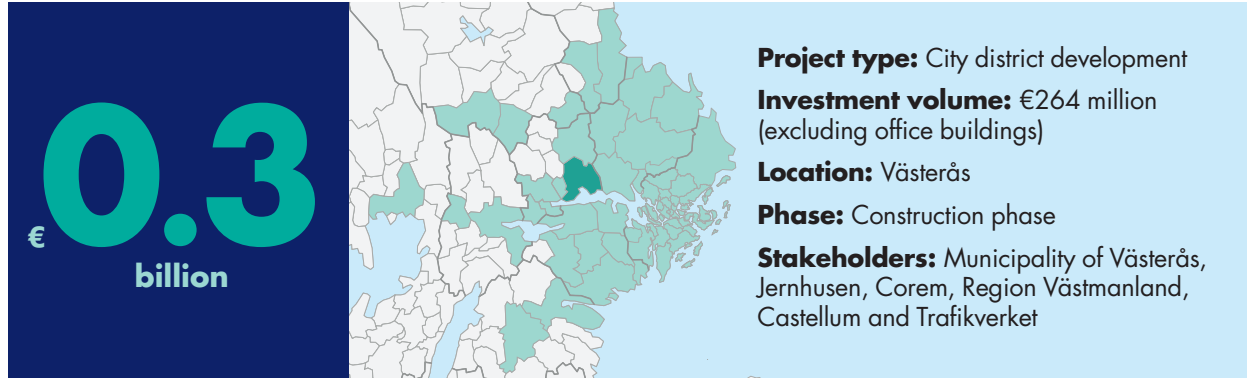 €0.3
billion
Project type: City district development
Investment volume: €264 million
(excluding office buildings)
Location: Västerås
Phase: Construction phase
Stakeholders: Municipality of Västerås,
Jernhusen, Corem, Region Västmanland,
Castellum and Trafikverket